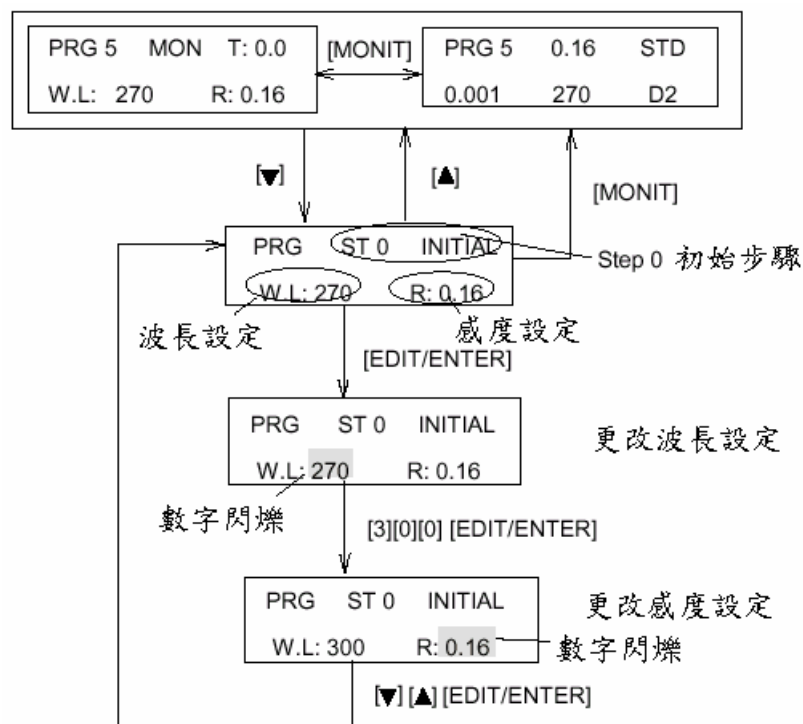 PRG 5 MON T: 0.0
W.L: 270 R: 0.16
[MONIT]
PRG 5 0.16 STD
0.001 270 D2
[▼]
[▲]
[MONIT]
PRG ST 0 INITIAL
W.L: 270 R: 0.16
Step 0 初始步驟
波長設定
感度設定
[EDIT/ENTER]
PRG ST 0 INITIAL
W.L: 270 R: 0.16
更改波長設定
數字閃爍
[3][0][0] [EDIT/ENTER]
PRG ST 0 INITIAL
W.L: 300 R: 0.16
更改感度設定
數字閃爍
[▼] [▲] [EDIT/ENTER]